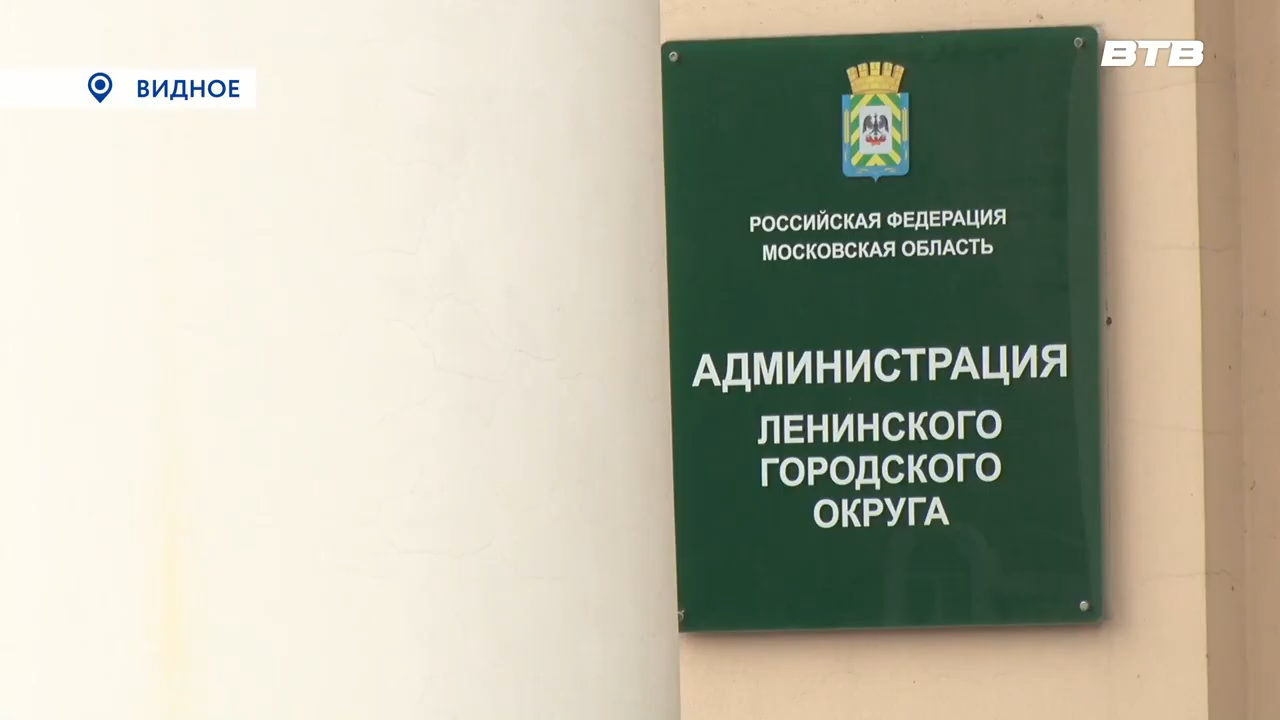 ВИДНОЕ
ВТВ
РОССИЙСКАЯ ФЕДЕРАЦИЯ
МОСКОВСКАЯ ОБЛАСТЬ
АДМИНИСТРАЦИЯ
ЛЕНИНСКОГО
ГОРОДСКОГО
ОКРУГА